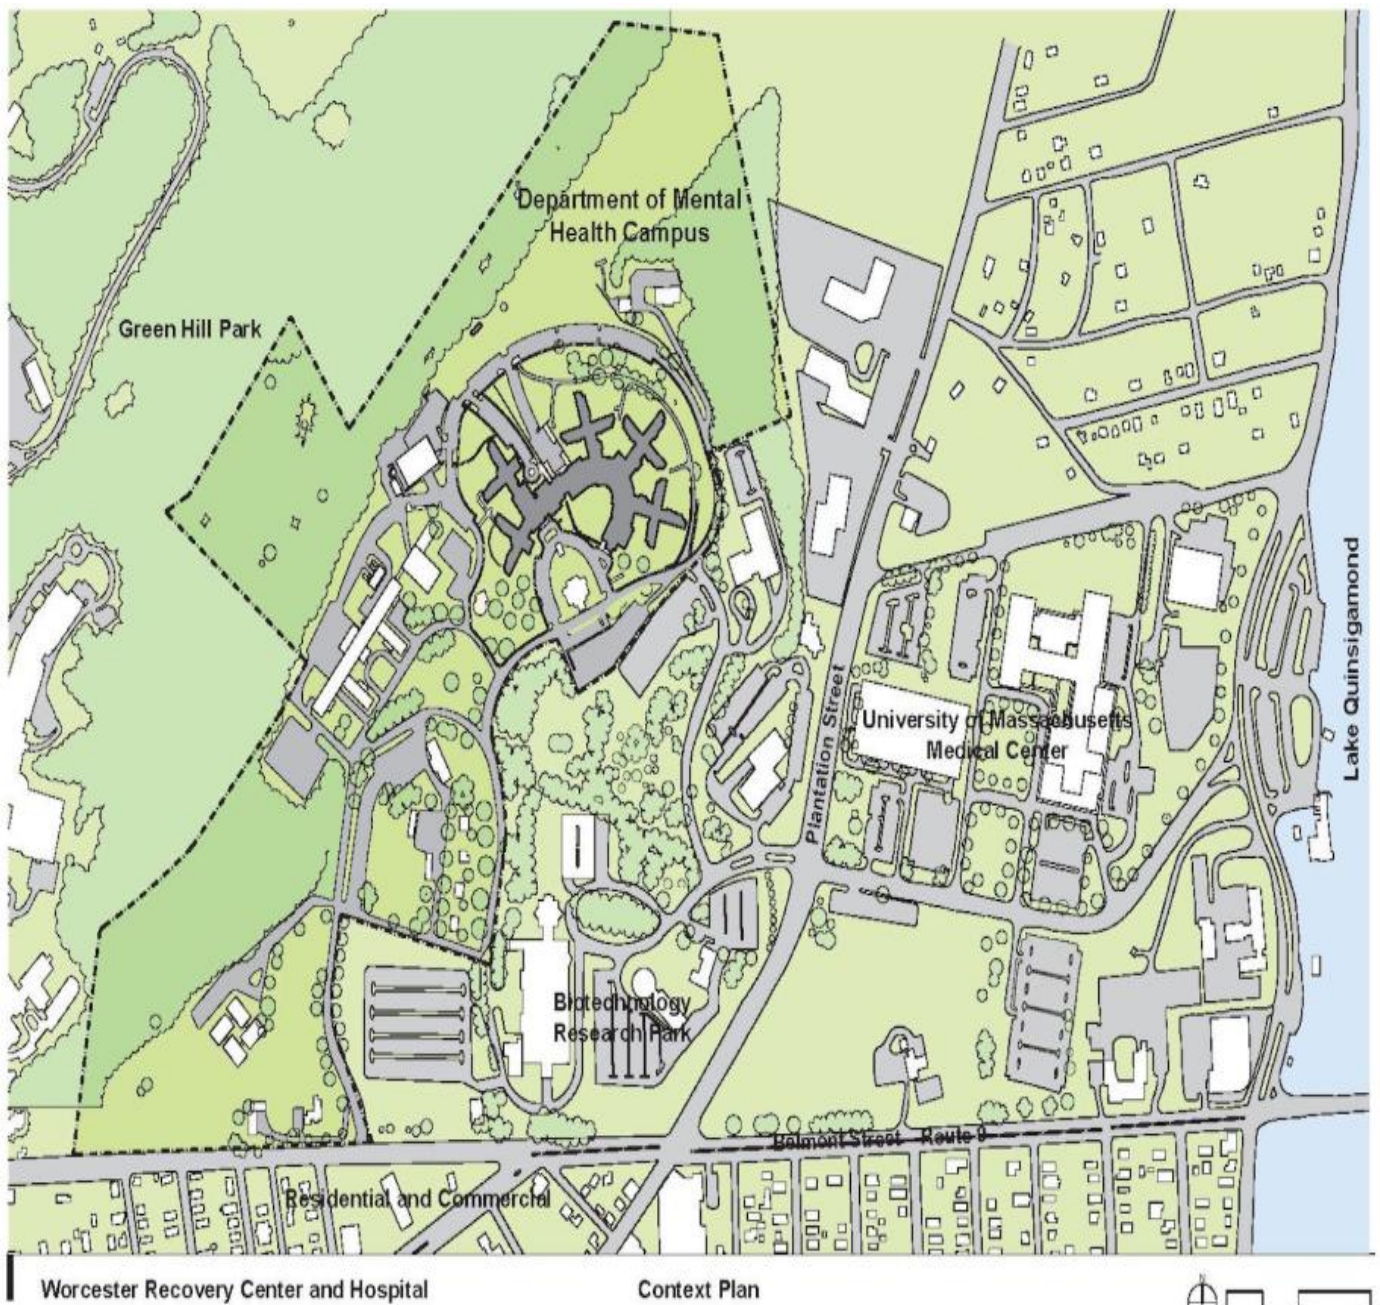 Department of Mental
Health Campus
Green Hill Park
Lake Quinsigamond
Plantation Street
University of Massachusetts
Medical Center
Biotechnology
Research Park
Belmont Street - Route 9
Residential and Commercial
Worcester Recovery Center and Hospital
Context Plan
N